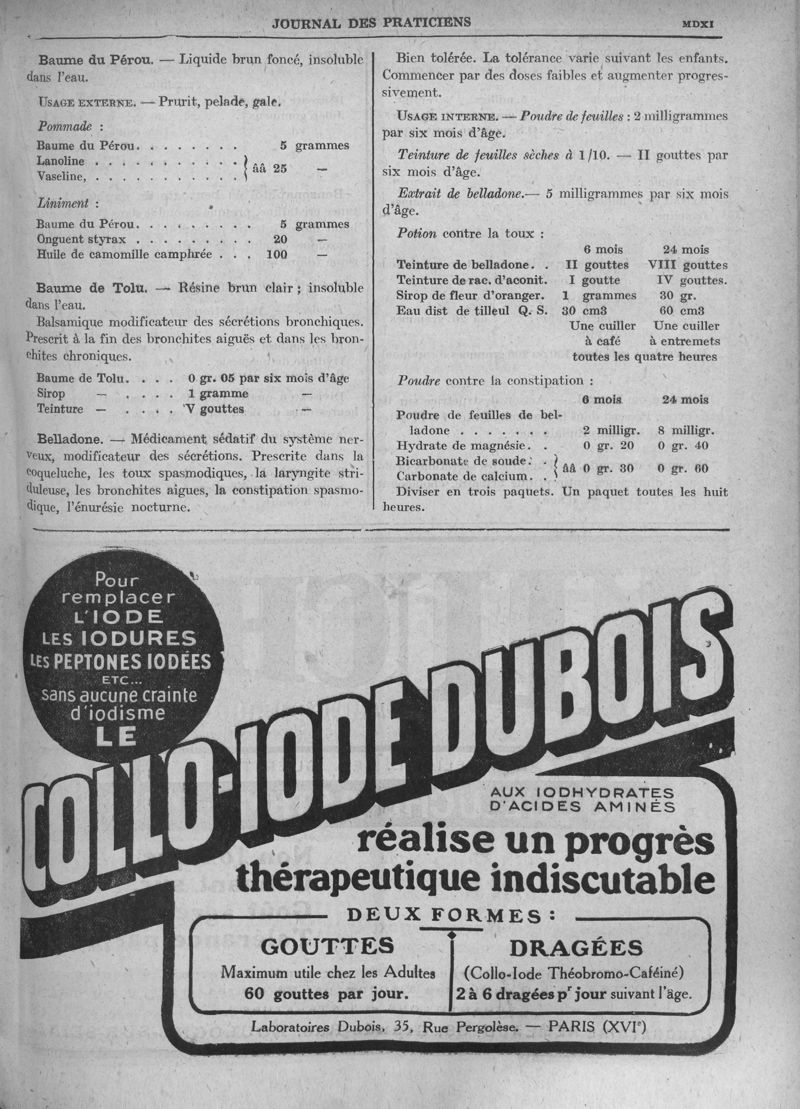 JOURNAL DES PRATICIENS
MDXI
Baume du Pérou. — Liquide brun foncé, insoluble
dans l'eau.
USAGE EXTERNE. — Prurit, pelade, gale.
Pommade :
Baume du Pérou. . . . . . . . 5 grammes
Lanoline . . . . . . . . . . . } ââ 25 —
Vaseline, . . . . . . . . . . .
Liniment :
Baume du Pérou. . . . . . . . . 5 grammes
Onguent styrax . . . . . . . . . 20 —
Huile de camomille camphrée . . . 100 —
Baume de Tolu. — Résine brun clair ; insoluble
dans l'eau.
Balsamique modificateur des sécrétions bronchiques.
Prescrit à la fin des bronchites aiguës et dans les bron-
chites chroniques.
Baume de Tolu. . . . 0 gr. 05 par six mois d'âge
Sirop — . . . . 1 gramme —
Teinture — . . . . V gouttes —
Belladone. — Médicament sédatif du système ner-
veux, modificateur des sécrétions. Prescrite dans la
coqueluche, les toux spasmodiques, la laryngite stri-
duleuse, les bronchites aigues, la constipation spasmo-
dique, l'énurésie nocturne.
Bien tolérée. La tolérance varie suivant les enfants.
Commencer par des doses faibles et augmenter progres-
sivement.
USAGE INTERNE. — Poudre de feuilles : 2 milligrammes
par six mois d'âge.
Teinture de feuilles sèches à 1/10. — II gouttes par
six mois d'âge.
Extrait de belladone.— 5 milligrammes par six mois
d'âge.
Potion contre la toux :
6 mois 24 mois
Teinture de belladone. . II gouttes VIII gouttes
Teinture de rac. d'aconit. I goutte IV gouttes.
Sirop de fleur d'oranger. 1 grammes 30 gr.
Eau dist de tilleul Q. S. 30 cm3 60 cm3
Une cuiller Une cuiller
à café à entremets
toutes les quatre heures
Poudre contre la constipation :
6 mois 24 mois
Poudre de feuilles de bel-
ladone . . . . . . . 2 milligr. 8 milligr.
Hydrate de magnésie. . 0 gr. 20 0 gr. 40
Bicarbonate de soude. . } ââ 0 gr. 30 0 gr. 60
Carbonate de calcium. .
Diviser en trois paquets. Un paquet toutes les huit
heures.
Pour
remplacer
L'IODE
LES IODURES
LES PEPTONES IODÉES
ETC...
sans aucune crainte
d'iodisme
LE
COLLO-IODE DUBOIS
AUX IODHYDRATES
D'ACIDES AMINÉS
réalise un progrès
thérapeutique indiscutable
DEUX FORMES :
GOUTTES
Maximum utile chez les Adultes
60 gouttes par jour.
DRAGÉES
(Collo-Iode Théobromo-Caféiné)
2 à 6 dragées pr jour suivant l'âge.
Laboratoires Dubois, 35, Rue Pergolèse. — PARIS (XVIe)